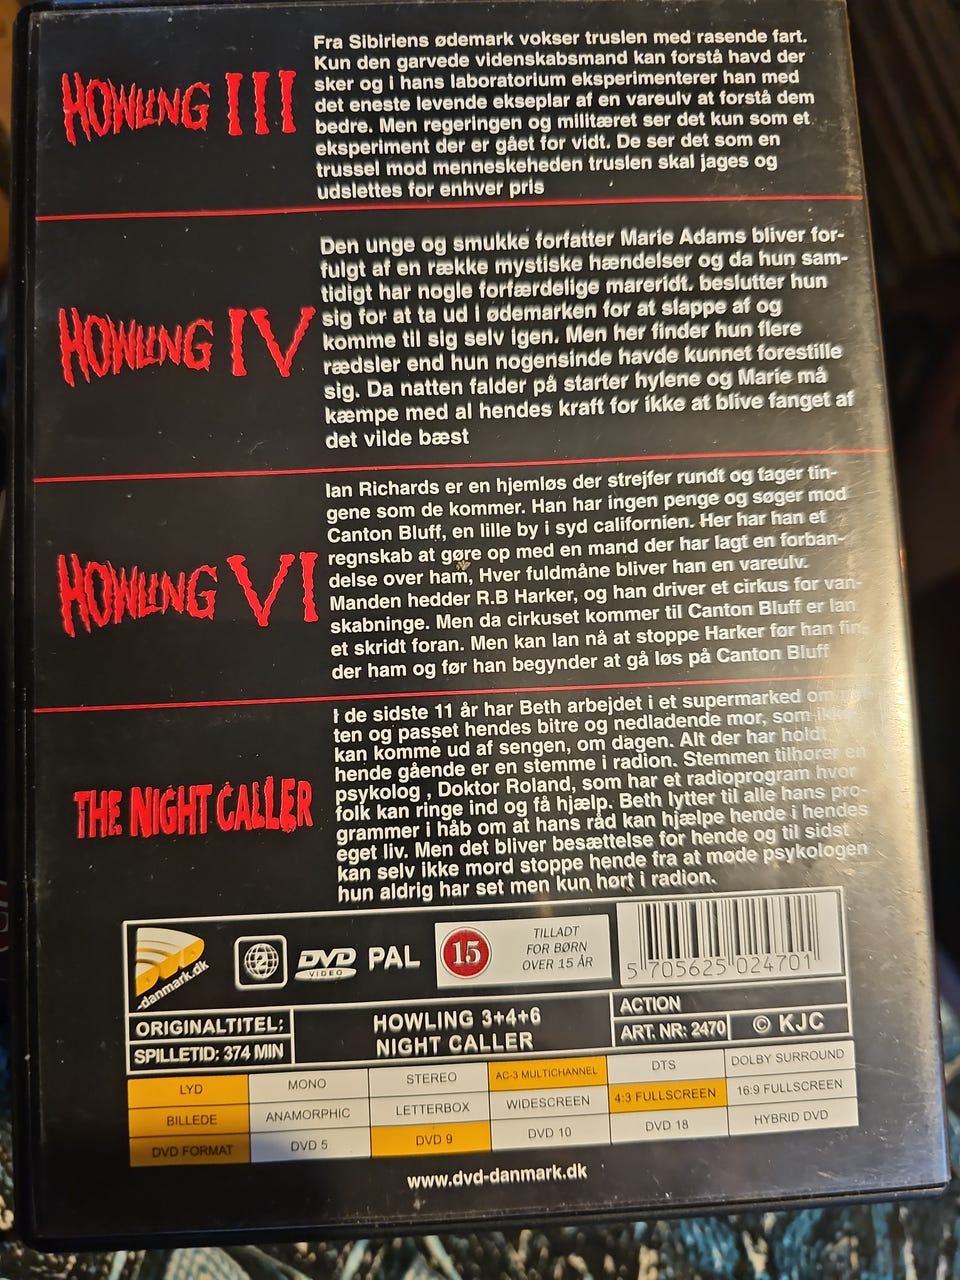 HOWLING III
Fra Sibiriens ødemark vokser truslen med rasende fart.
Kun den garvede videnskabsmand kan forstå havd der
sker og i hans laboratorium eksperimenterer han med
det eneste levende ekseplar af en vareulv at forstå dem
bedre. Men regeringen og militæret ser det kun som et
eksperiment der er gået for vidt. De ser det som en
trussel mod menneskeheden truslen skal jages og
udslettes for enhver pris
HOWLING IV
Den unge og smukke forfatter Marie Adams bliver for-
fulgt af en række mystiske hændelser og da hun sam-
tidigt har nogle forfærdelige mareridt. beslutter hun
sig for at ta ud i ødemarken for at slappe af og
komme til sig selv igen. Men her finder hun flere
rædsler end hun nogensinde havde kunnet forestille
sig. Da natten falder på starter hylene og Marie må
kæmpe med al hendes kraft for ikke at blive fanget af
det vilde bæst
HOWLING VI
Ian Richards er en hjemløs der strejfer rundt og tager tin-
gene som de kommer. Han har ingen penge og søger mod
Canton Bluff, en lille by i syd californien. Her har han et
regnskab at gøre op med en mand der har lagt en forban-
delse over ham, Hver fuldmåne bliver han en vareulv.
Manden hedder R.B Harker, og han driver et cirkus for van-
skabninge. Men da cirkuset kommer til Canton Bluff er Ian
et skridt foran. Men kan Ian nå at stoppe Harker før han fin-
der ham og før han begynder at gå løs på Canton Bluff
THE NIGHT CALLER
I de sidste 11 år har Beth arbejdet i et supermarked om
ten og passet hendes bitre og nedladende mor, som ikke
kan komme ud af sengen, om dagen. Alt der har holdt
hende gående er en stemme i radion. Stemmen tilhører en
psykolog , Doktor Roland, som har et radioprogram hvor
folk kan ringe ind og få hjælp. Beth lytter til alle hans pro-
grammer i håb om at hans råd kan hjælpe hende i hendes
eget liv. Men det bliver besættelse for hende og til sidst
kan selv ikke mord stoppe hende fra at møde psykologen
hun aldrig har set men kun hørt i radion.
DVD
-danmark.dk
2
DVD
VIDEO
PAL
15
TILLADT
FOR BØRN
OVER 15 ÅR
5 705625 024701
ORIGINALTITEL:
HOWLING 3+4+6
NIGHT CALLER
SPILLETID: 374 MIN
ACTION
ART. NR: 2470
© KJC
LYD MONO STEREO AC-3 MULTICHANNEL DTS DOLBY SURROUND
BILLEDE ANAMORPHIC LETTERBOX WIDESCREEN 4:3 FULLSCREEN 16:9 FULLSCREEN
DVD FORMAT DVD 5 DVD 9 DVD 10 DVD 18 HYBRID DVD
www.dvd-danmark.dk